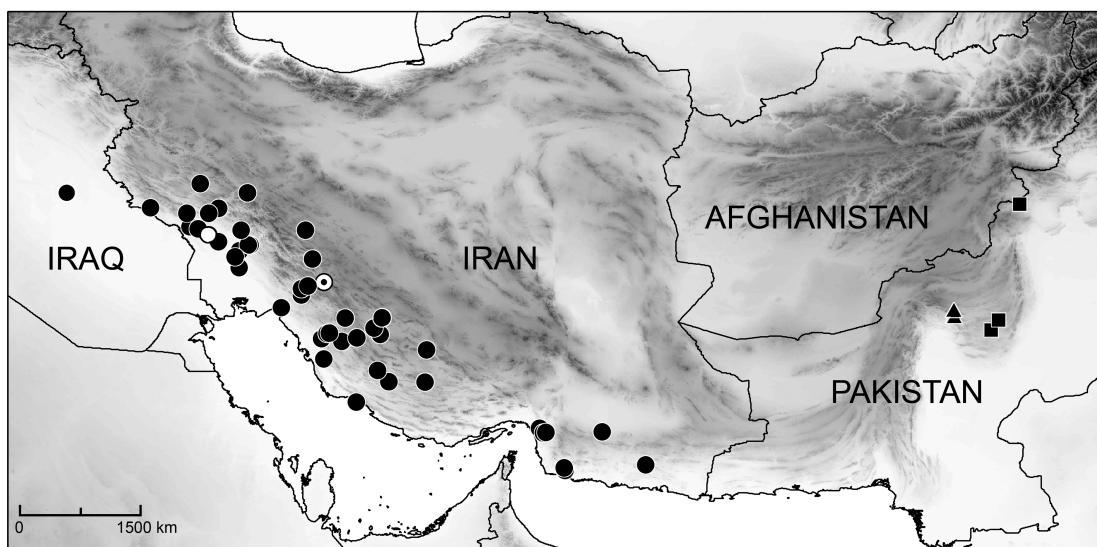 AFGHANISTAN
IRAQ
IRAN
PAKISTAN
0 1500 km